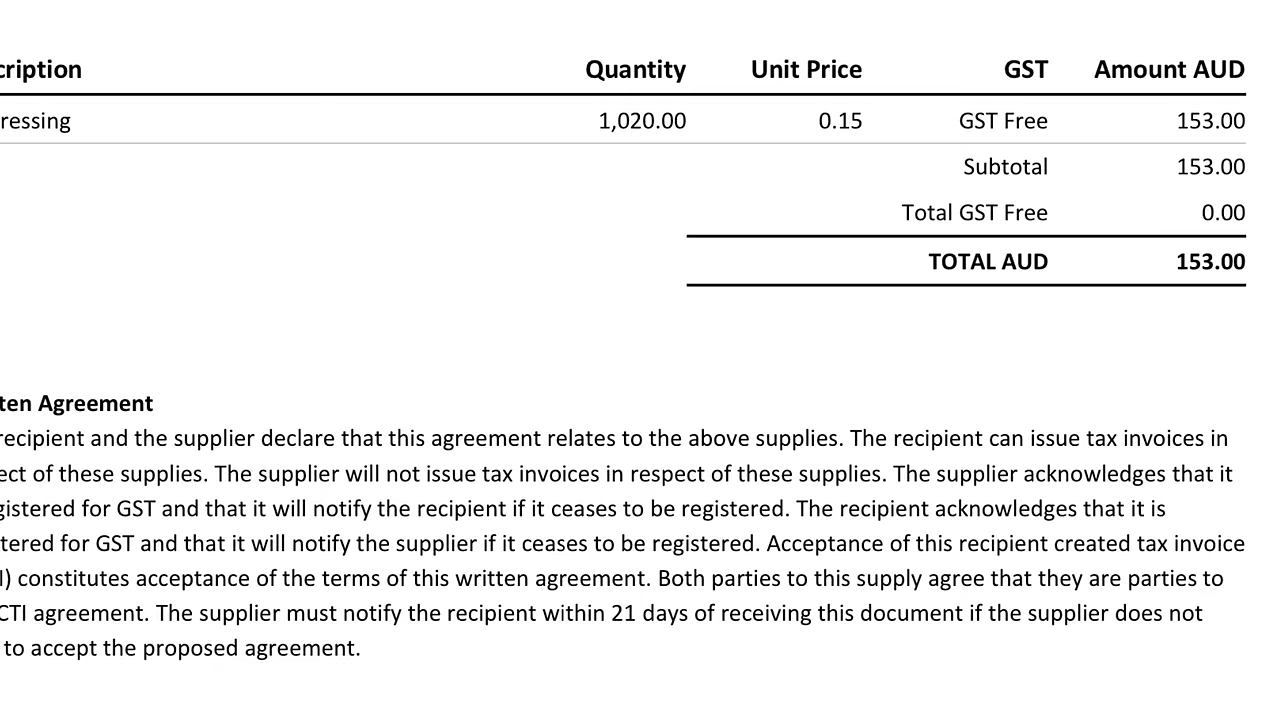 cription Quantity Unit Price GST Amount AUD
ressing 1,020.00 0.15 GST Free 153.00
Subtotal 153.00
Total GST Free 0.00
TOTAL AUD 153.00
ten Agreement
recipient and the supplier declare that this agreement relates to the above supplies. The recipient can issue tax invoices in
ect of these supplies. The supplier will not issue tax invoices in respect of these supplies. The supplier acknowledges that it
gistered for GST and that it will notify the recipient if it ceases to be registered. The recipient acknowledges that it is
tered for GST and that it will notify the supplier if it ceases to be registered. Acceptance of this recipient created tax invoice
I) constitutes acceptance of the terms of this written agreement. Both parties to this supply agree that they are parties to
CTI agreement. The supplier must notify the recipient within 21 days of receiving this document if the supplier does not
to accept the proposed agreement.